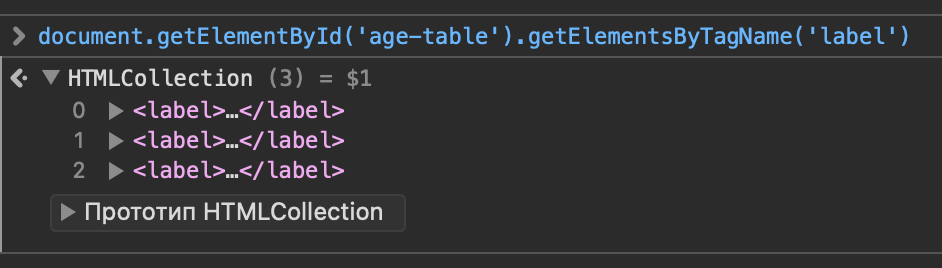 document.getElementById('age-table').getElementsByTagName('label')
HTMLCollection (3) = $1
0 <label>…</label>
1 <label>…</label>
2 <label>…</label>
Прототип HTMLCollection